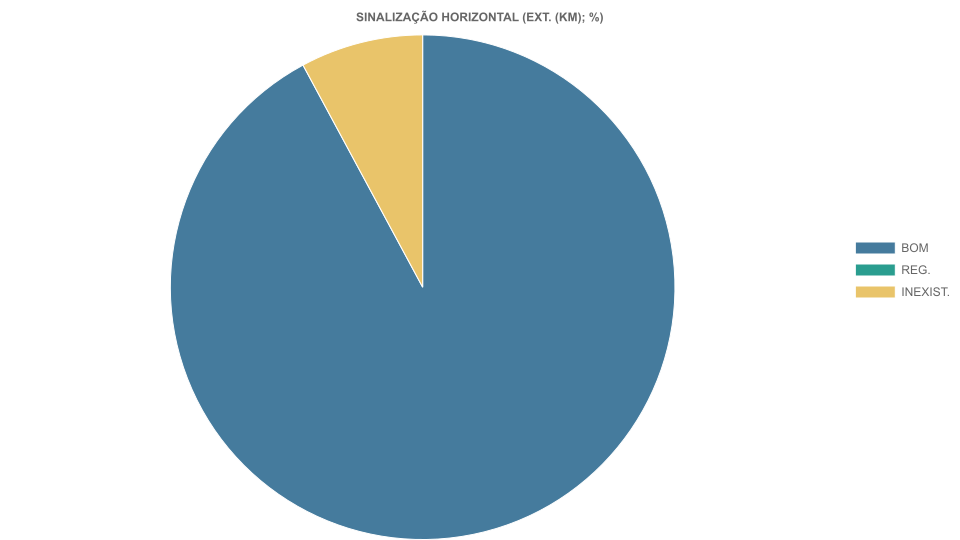 SINALIZAÇÃO HORIZONTAL (EXT. (KM); %)
BOM
REG.
INEXIST.